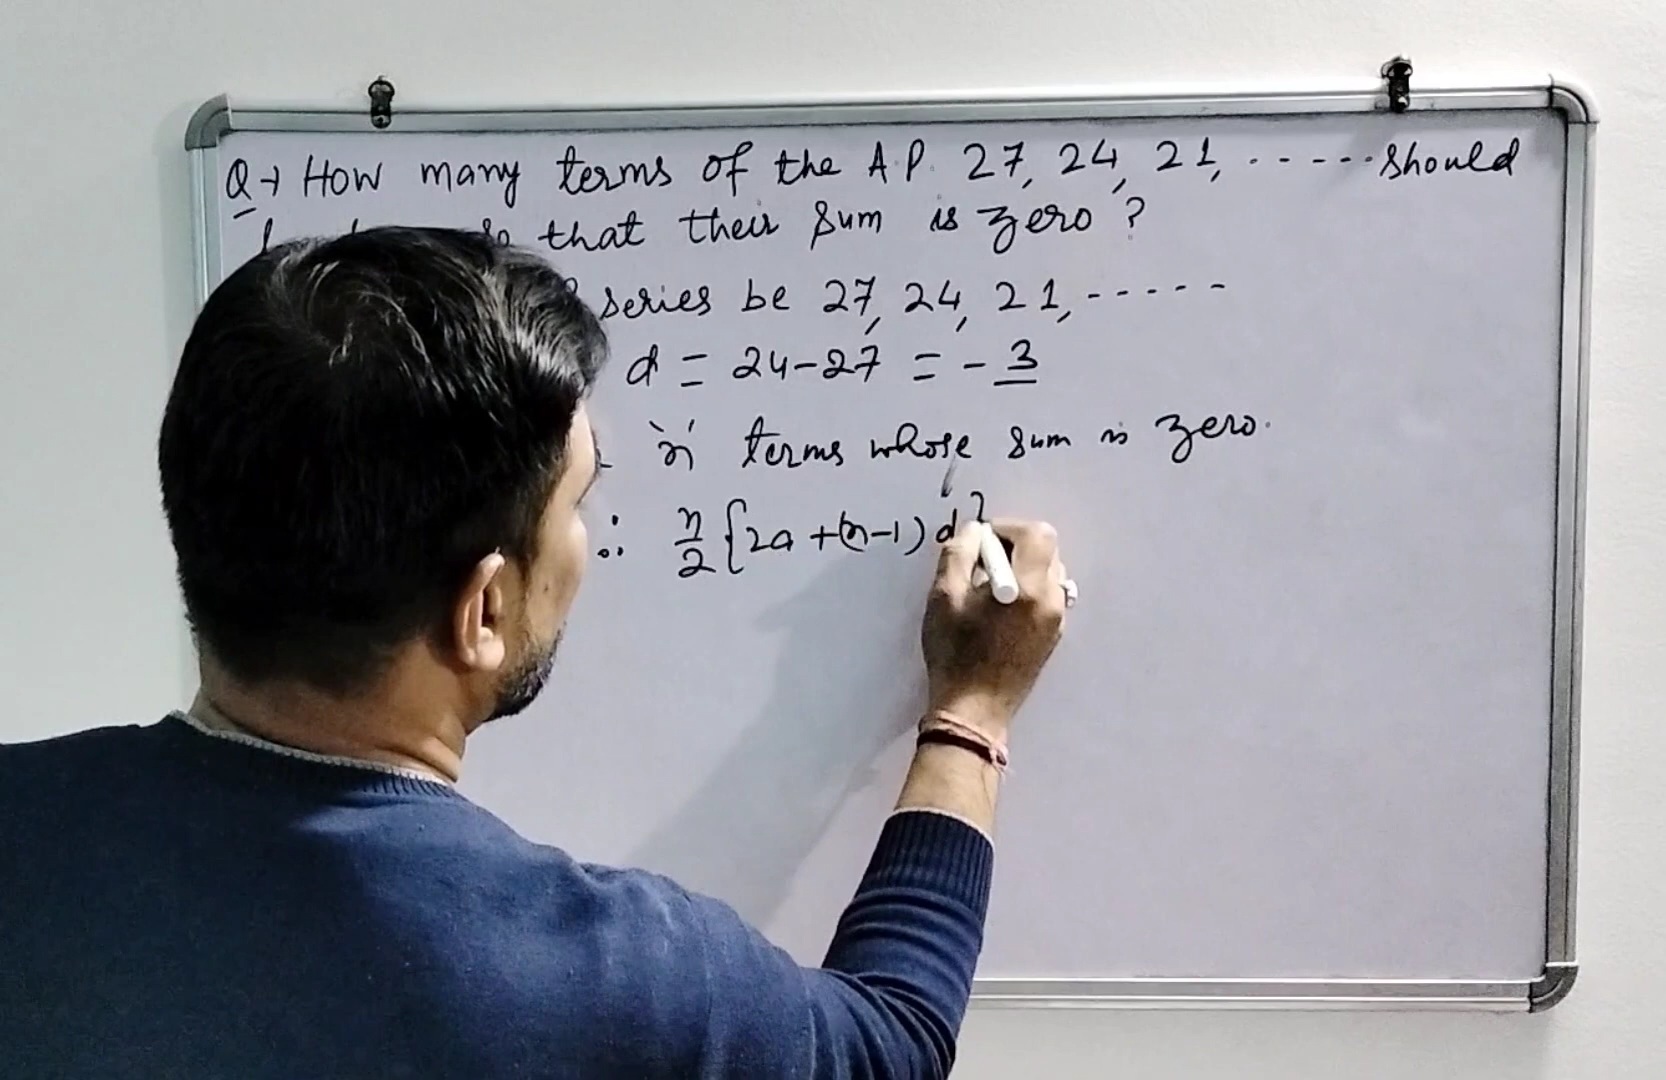 Q→ How many terms of the A.P. 27, 24, 21, ------ should
that their sum is zero?
series be 27, 24, 21, -----
d = 24-27 = -3
'n' terms whose sum is zero.
∴ n/2 {2a + (n-1) d}